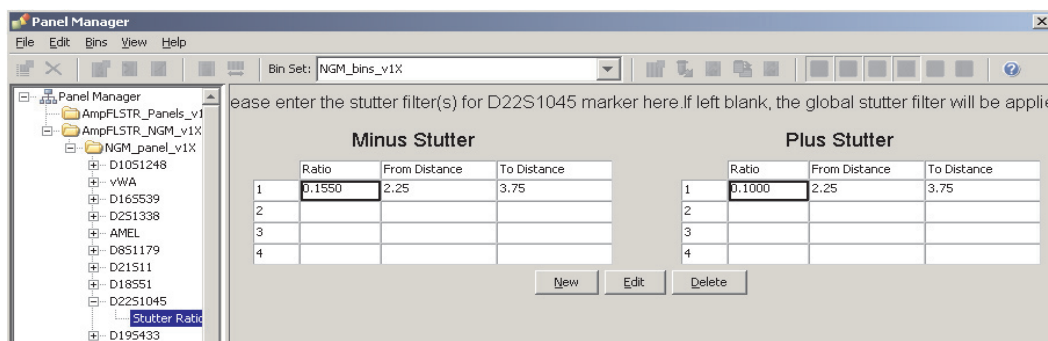 Panel Manager
File Edit Bins View Help
Bin Set: NGM_bins_v1X
Panel Manager
AmpFLSTR_Panels_v1
AmpFLSTR_NGM_v1X
NGM_panel_v1X
D10S1248
vWA
D16S539
D2S1338
AMEL
D8S1179
D21S11
D18S51
D22S1045
Stutter Ratio
D19S433
ease enter the stutter filter(s) for D22S1045 marker here.If left blank, the global stutter filter will be applie
Minus Stutter
Ratio From Distance To Distance
1 0.1550 2.25 3.75
2
3
4
Plus Stutter
Ratio From Distance To Distance
1 0.1000 2.25 3.75
2
3
4
New Edit Delete